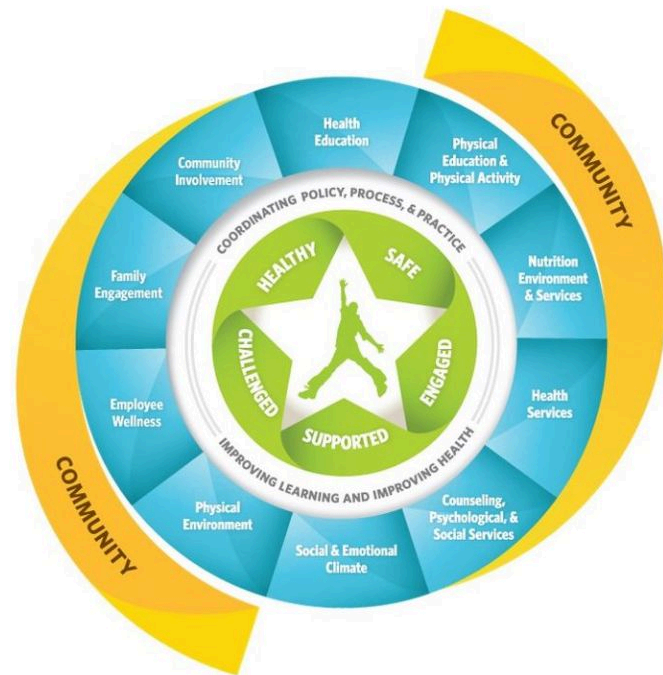 COMMUNITY
Health
Education
Physical
Education &
Physical Activity
Nutrition
Environment
& Services
Health
Services
Counseling,
Psychological, &
Social Services
Social & Emotional
Climate
Physical
Environment
Employee
Wellness
Family
Engagement
Community
Involvement
COORDINATING POLICY, PROCESS, & PRACTICE
IMPROVING LEARNING AND IMPROVING HEALTH
HEALTHY
SAFE
ENGAGED
SUPPORTED
CHALLENGED
COMMUNITY